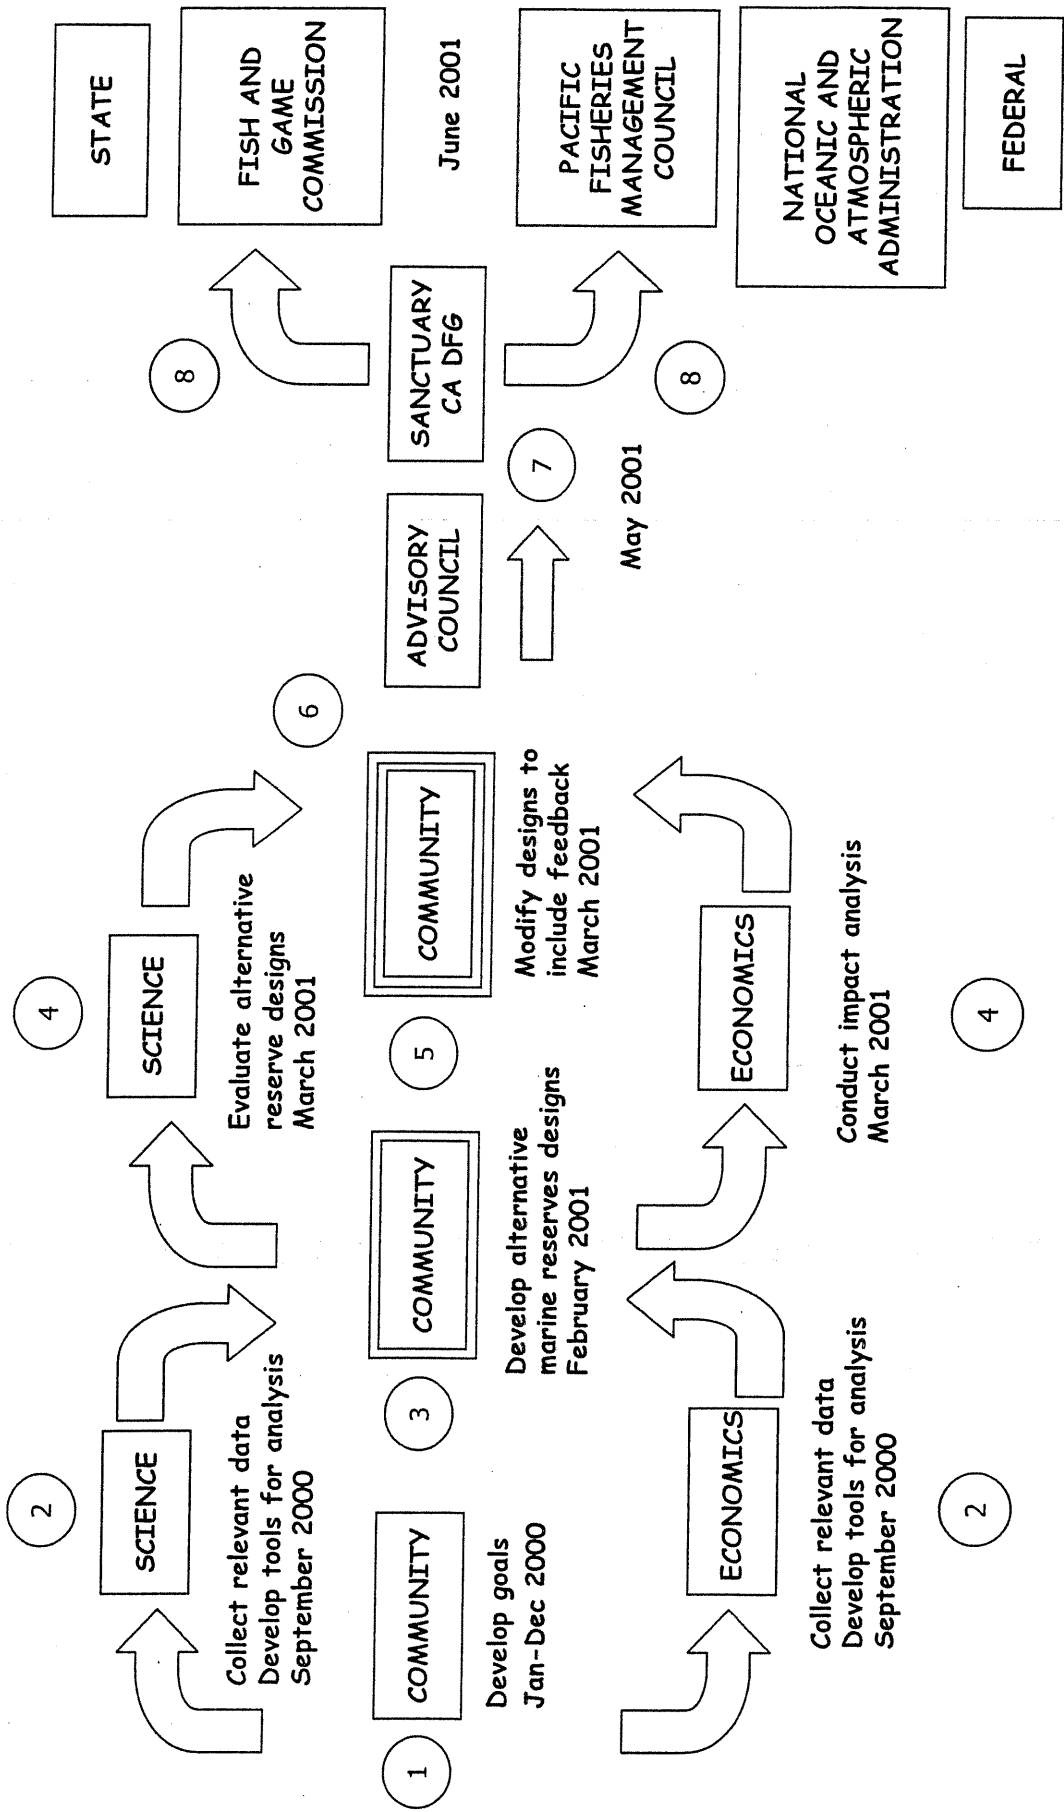 1
COMMUNITY
Develop goals
Jan-Dec 2000
2
SCIENCE
Collect relevant data
Develop tools for analysis
September 2000
ECONOMICS
Collect relevant data
Develop tools for analysis
September 2000
2
3
COMMUNITY
Develop alternative
marine reserves designs
February 2001
4
SCIENCE
Evaluate alternative
reserve designs
March 2001
ECONOMICS
Conduct impact analysis
March 2001
4
5
COMMUNITY
Modify designs to
include feedback
March 2001
6
ADVISORY
COUNCIL
7
May 2001
SANCTUARY
CA DFG
8
8
STATE
FISH AND
GAME
COMMISSION
June 2001
PACIFIC
FISHERIES
MANAGEMENT
COUNCIL
NATIONAL
OCEANIC AND
ATMOSPHERIC
ADMINISTRATION
FEDERAL